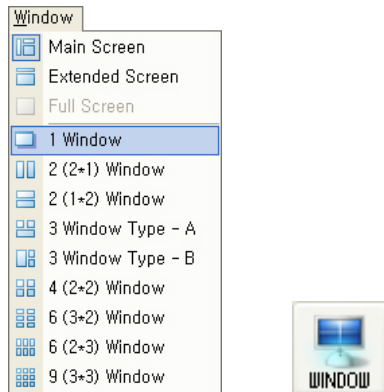 Window
Main Screen
Extended Screen
Full Screen
1 Window
2 (2*1) Window
2 (1*2) Window
3 Window Type - A
3 Window Type - B
4 (2*2) Window
6 (3*2) Window
6 (2*3) Window
9 (3*3) Window
WINDOW